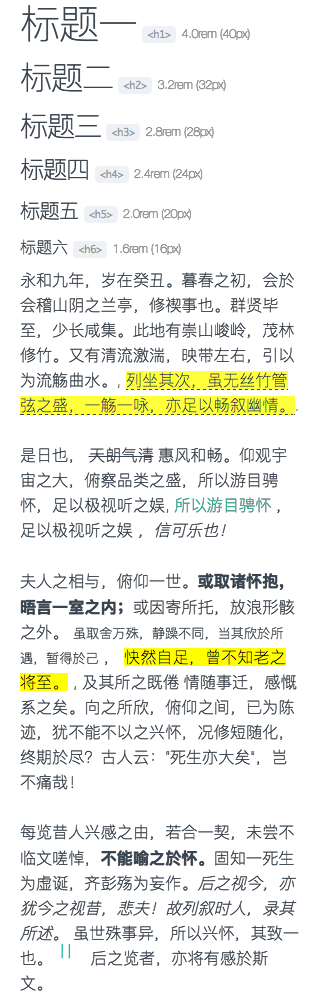 标题一 <h1> 4.0rem (40px)
标题二 <h2> 3.2rem (32px)
标题三 <h3> 2.8rem (28px)
标题四 <h4> 2.4rem (24px)
标题五 <h5> 2.0rem (20px)
标题六 <h6> 1.6rem (16px)
永和九年，岁在癸丑。暮春之初，会於
会稽山阴之兰亭，修禊事也。群贤毕
至，少长咸集。此地有崇山峻岭，茂林
修竹。又有清流激湍，映带左右，引以
为流觞曲水。, 列坐其次，虽无丝竹管
弦之盛，一觞一咏，亦足以畅叙幽情。.
是日也， 天朗气清 惠风和畅。仰观宇
宙之大，俯察品类之盛，所以游目骋
怀，足以极视听之娱, 所以游目骋怀，
足以极视听之娱 ，信可乐也！
夫人之相与，俯仰一世。或取诸怀抱，
晤言一室之内；或因寄所托，放浪形骸
之外。 虽取舍万殊，静躁不同，当其欣於所
遇，暂得於己 ， 快然自足，曾不知老之
将至。 , 及其所之既倦 情随事迁，感慨
系之矣。向之所欣，俯仰之间，已为陈
迹，犹不能不以之兴怀，况修短随化，
终期於尽？古人云："死生亦大矣"，岂
不痛哉！
每览昔人兴感之由，若合一契，未尝不
临文嗟悼，不能喻之於怀。固知一死生
为虚诞，齐彭殇为妄作。后之视今，亦
犹今之视昔，悲夫！故列叙时人，录其
所述。 虽世殊事异，所以兴怀，其致一
也。 || 后之览者，亦将有感於斯
文。